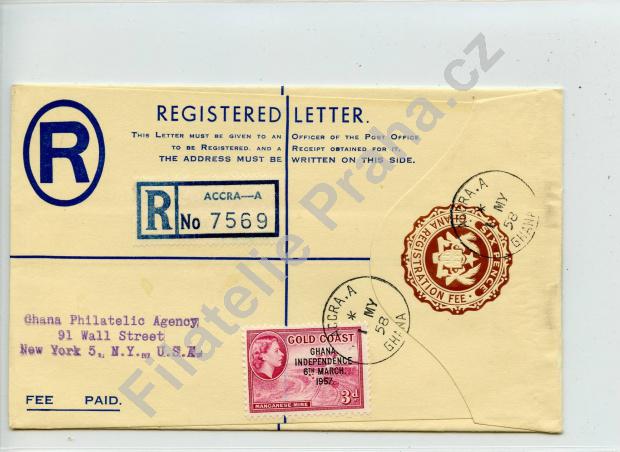 REGISTERED LETTER.
THIS LETTER MUST BE GIVEN TO AN OFFICER OF THE POST OFFICE
TO BE REGISTERED, AND A RECEIPT OBTAINED FOR IT.
THE ADDRESS MUST BE WRITTEN ON THIS SIDE.
R
ACCRA—A
R No 7569
ACCRA.A
* MY
58
GHANA
GHANA REGISTRATION FEE.
SIX PENCE
ACCRA.A
* MY
58
GHANA
Ghana Philatelic Agency
91 Wall Street
New York 5, N.Y., U.S.A.
GOLD COAST
GHANA
INDEPENDENCE
6TH MARCH,
1957.
3d
MANGANESE MINE
FEE PAID.
Filatelie Praha.cz